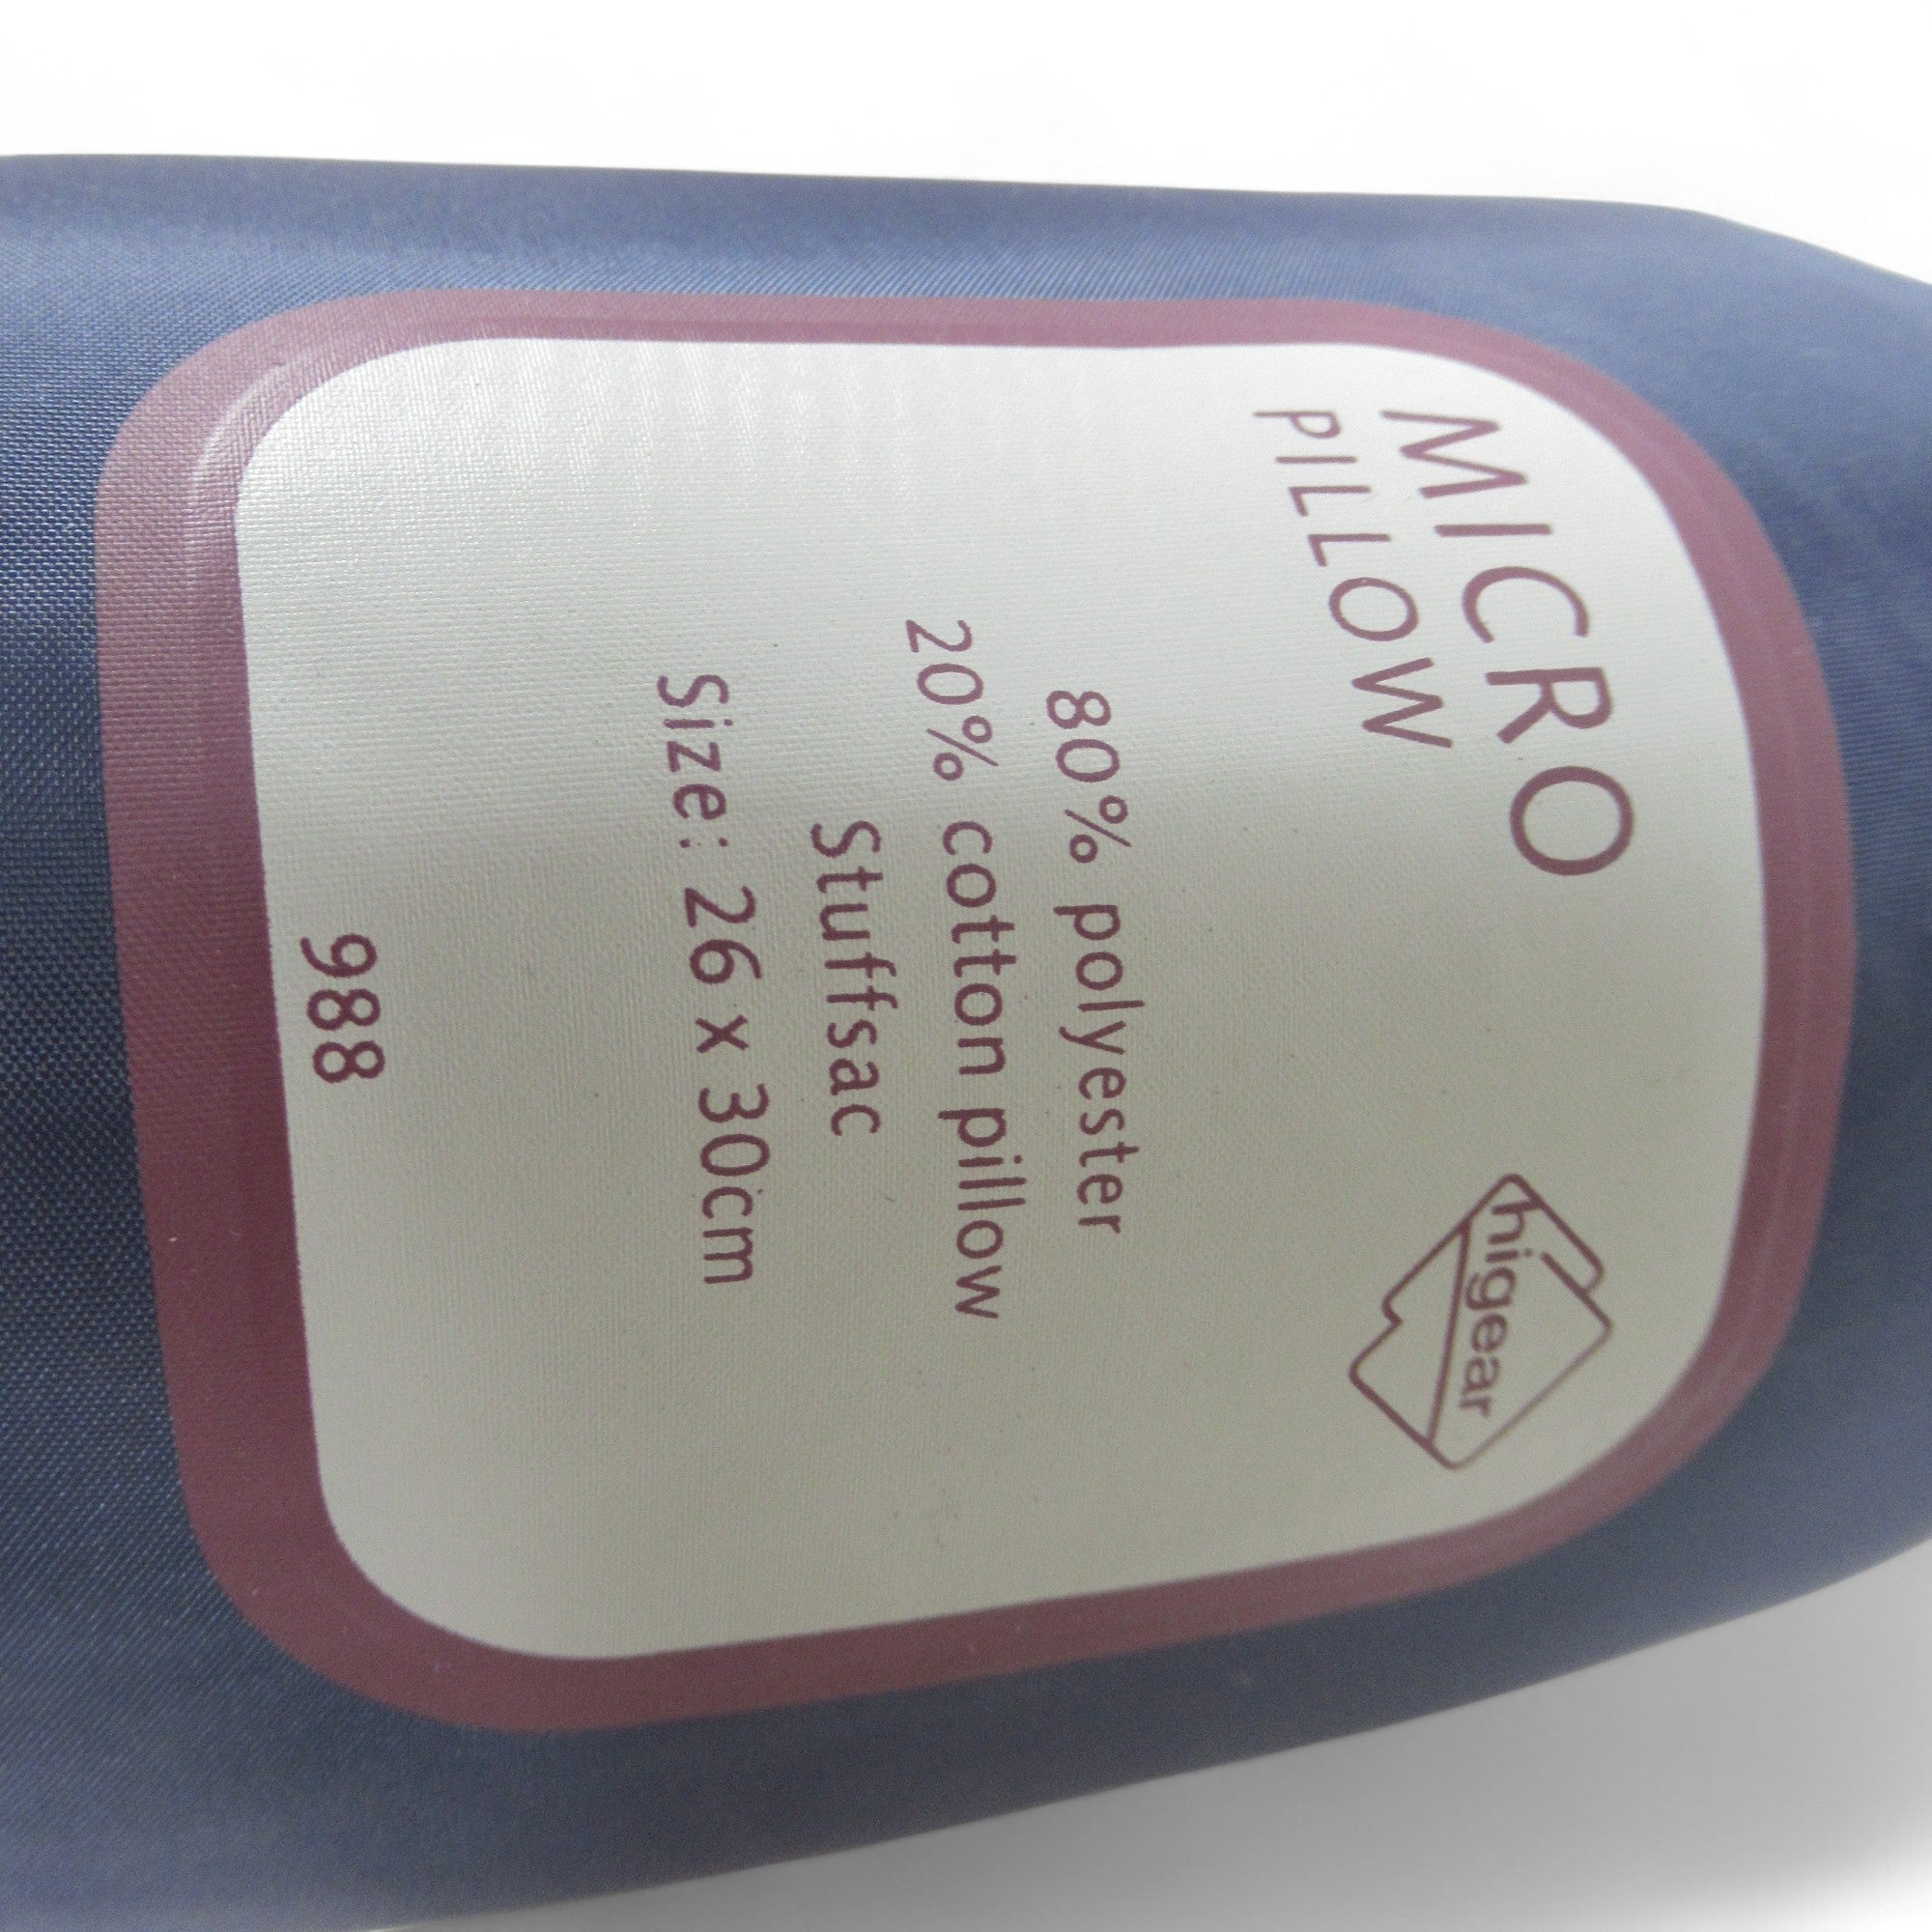 MICRO
PILLOW
higear
80% polyester
20% cotton pillow
Stuffsac
Size: 26 x 30cm
988